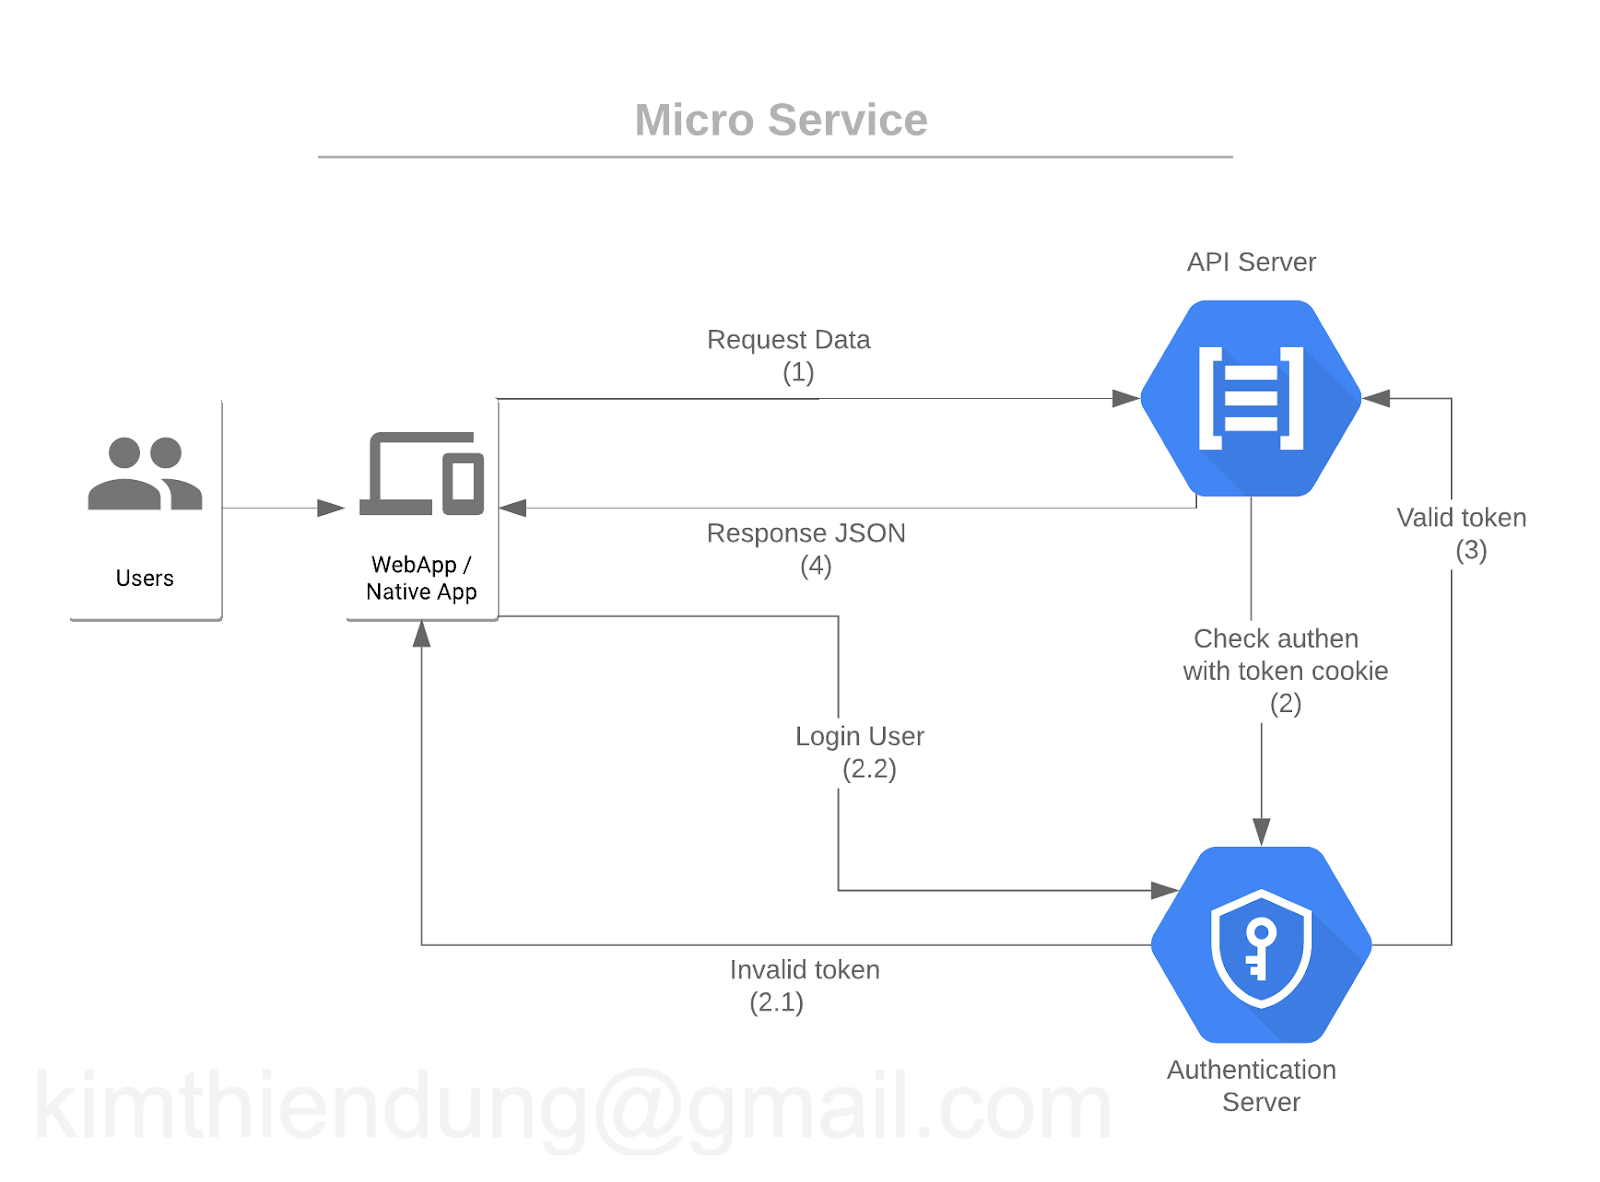 Micro Service
API Server
Request Data
(1)
Response JSON
(4)
Valid token
(3)
Users
WebApp /
Native App
Check authen
with token cookie
(2)
Login User
(2.2)
Invalid token
(2.1)
Authentication
Server
kimthiendung@gmail.com